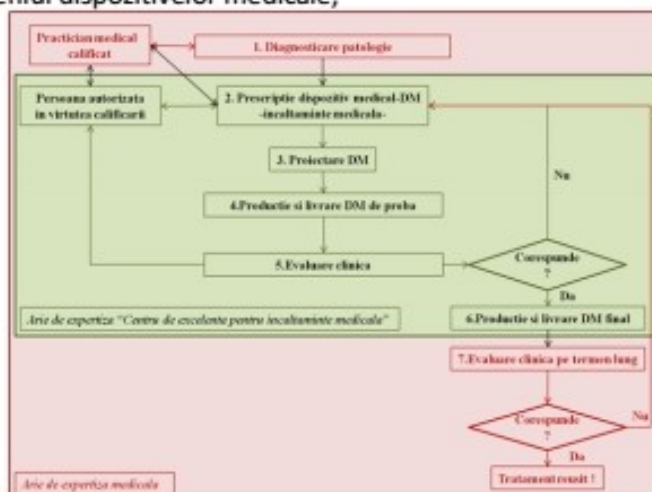 dispozitivelor medicale,
Practician medical
calificat
1. Diagnosticare patologie
Persoana autorizata
in virtutea calificarii
2. Prescriptie dispozitiv medical-DM
-incaltaminte medicala-
3. Proiectare DM
Nu
4.Productie si livrare DM de proba
5.Evaluare clinica
Corespunde
?
Da
Arie de expertiza "Centru de excelenta pentru incaltaminte medicala"
6.Productie si livrare DM final
7.Evaluare clinica pe termen lung
Corespunde
?
Nu
Da
Arie de expertiza medicala
Tratament reusit !